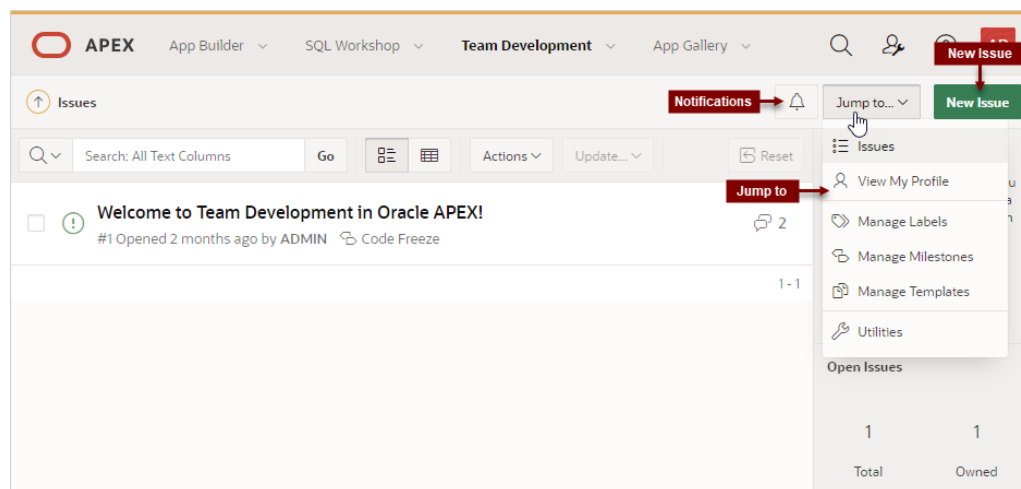 APEX App Builder SQL Workshop Team Development App Gallery
New Issue
Issues
Notifications
Jump to...
New Issue
Search: All Text Columns
Go
Actions
Update...
Reset
Issues
Jump to
View My Profile
Welcome to Team Development in Oracle APEX!
2
#1 Opened 2 months ago by ADMIN Code Freeze
Manage Labels
Manage Milestones
1 - 1
Manage Templates
Utilities
Open Issues
1 1
Total Owned